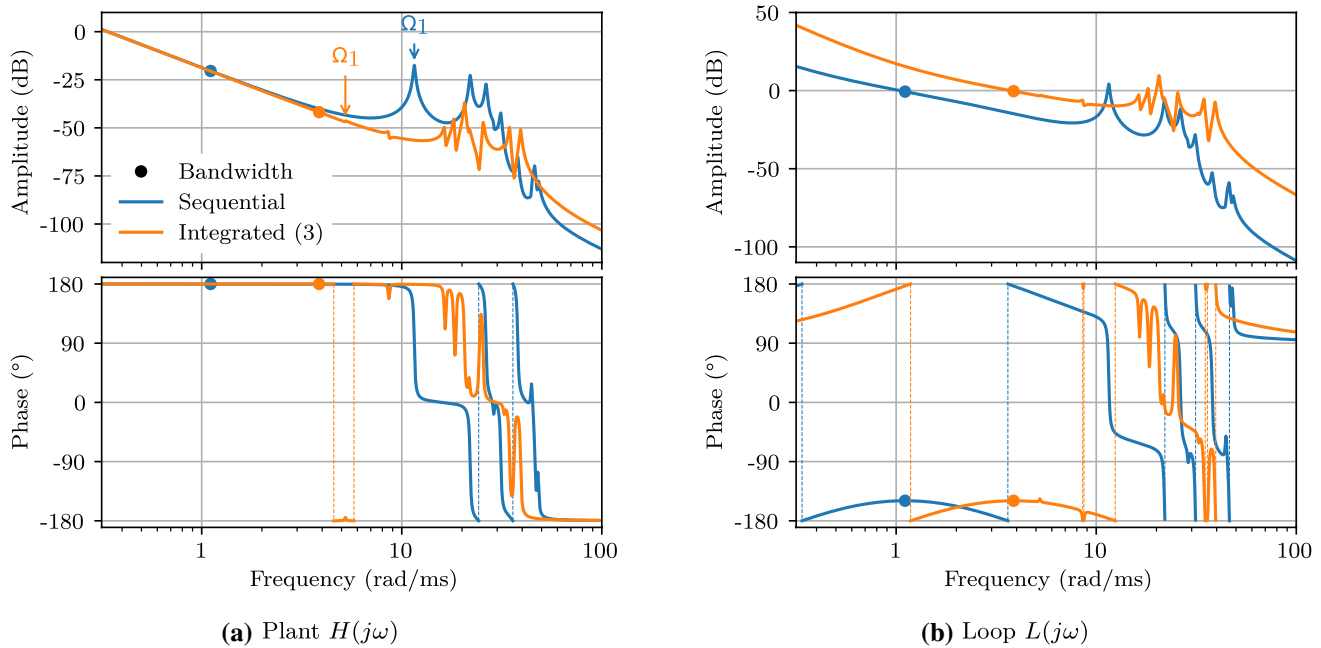 0
-25
-50
-75
-100
Amplitude (dB)
Ω1
Ω1
Bandwidth
Sequential
Integrated (3)
180
90
0
-90
-180
Phase (°)
1
10
100
Frequency (rad/ms)
(a) Plant H(jω)
50
0
-50
-100
Amplitude (dB)
180
90
0
-90
-180
Phase (°)
1
10
100
Frequency (rad/ms)
(b) Loop L(jω)